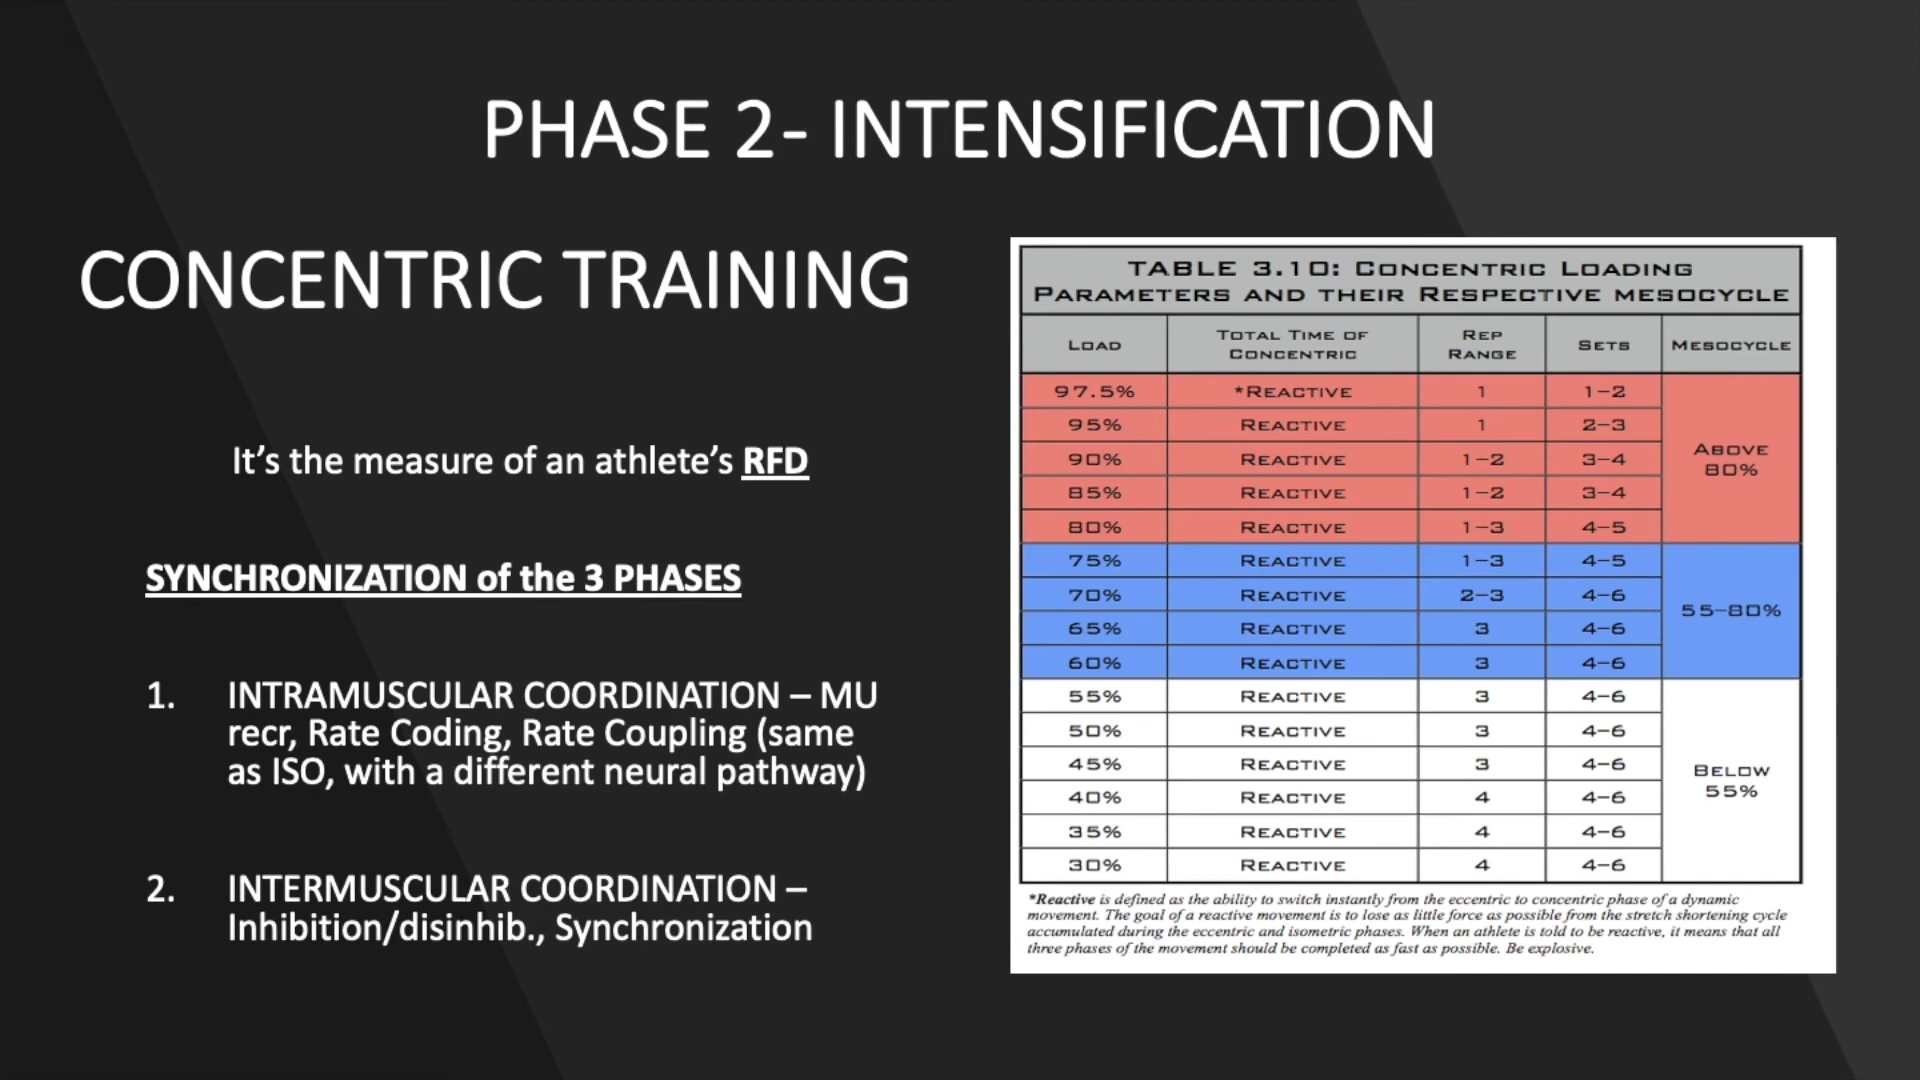 PHASE 2- INTENSIFICATION
CONCENTRIC TRAINING
It's the measure of an athlete's RFD
SYNCHRONIZATION of the 3 PHASES
1. INTRAMUSCULAR COORDINATION – MU
recr, Rate Coding, Rate Coupling (same
as ISO, with a different neural pathway)
2. INTERMUSCULAR COORDINATION –
Inhibition/disinhib., Synchronization
TABLE 3.10: CONCENTRIC LOADING
PARAMETERS AND THEIR RESPECTIVE MESOCYCLE
LOAD TOTAL TIME OF CONCENTRIC REP RANGE SETS MESOCYCLE
97.5% *REACTIVE 1 1–2
95% REACTIVE 1 2–3
90% REACTIVE 1–2 3–4
85% REACTIVE 1–2 3–4
80% REACTIVE 1–3 4–5
ABOVE
80%
75% REACTIVE 1–3 4–5
70% REACTIVE 2–3 4–6
65% REACTIVE 3 4–6
60% REACTIVE 3 4–6
55–80%
55% REACTIVE 3 4–6
50% REACTIVE 3 4–6
45% REACTIVE 3 4–6
40% REACTIVE 4 4–6
35% REACTIVE 4 4–6
30% REACTIVE 4 4–6
BELOW
55%
*Reactive is defined as the ability to switch instantly from the eccentric to concentric phase of a dynamic
movement. The goal of a reactive movement is to lose as little force as possible from the stretch shortening cycle
accumulated during the eccentric and isometric phases. When an athlete is told to be reactive, it means that all
three phases of the movement should be completed as fast as possible. Be explosive.